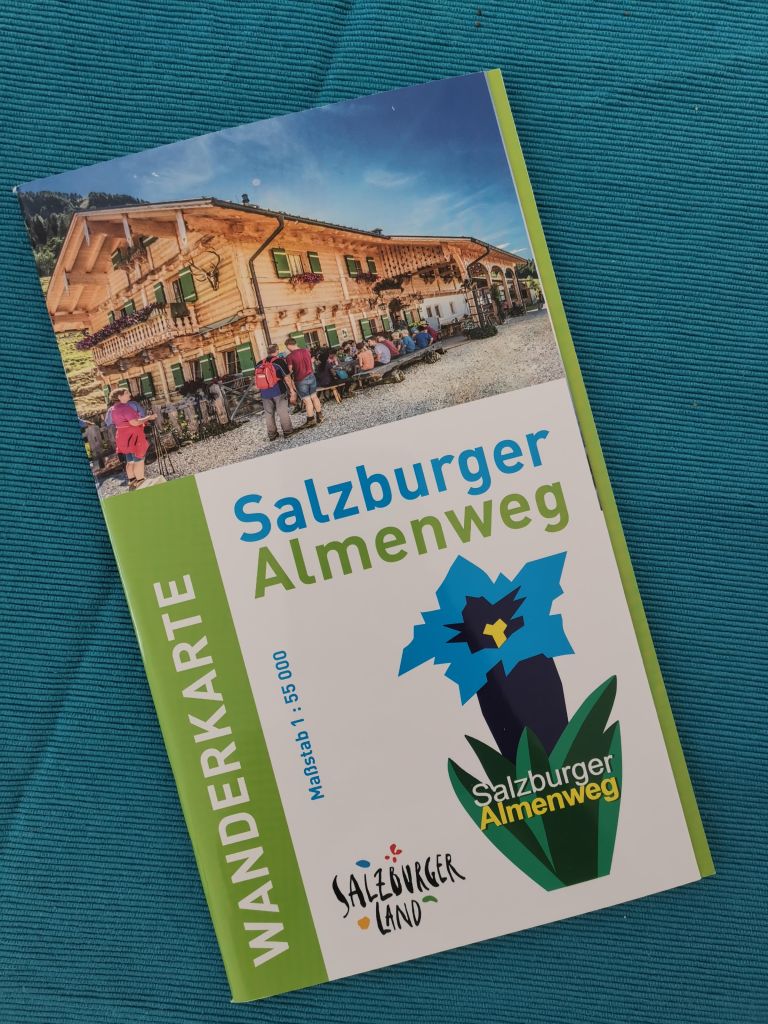 Salzburger
Almenweg
WANDERKARTE
Maßstab 1 : 55 000
Salzburger
Almenweg
SALZBURGER
LAND